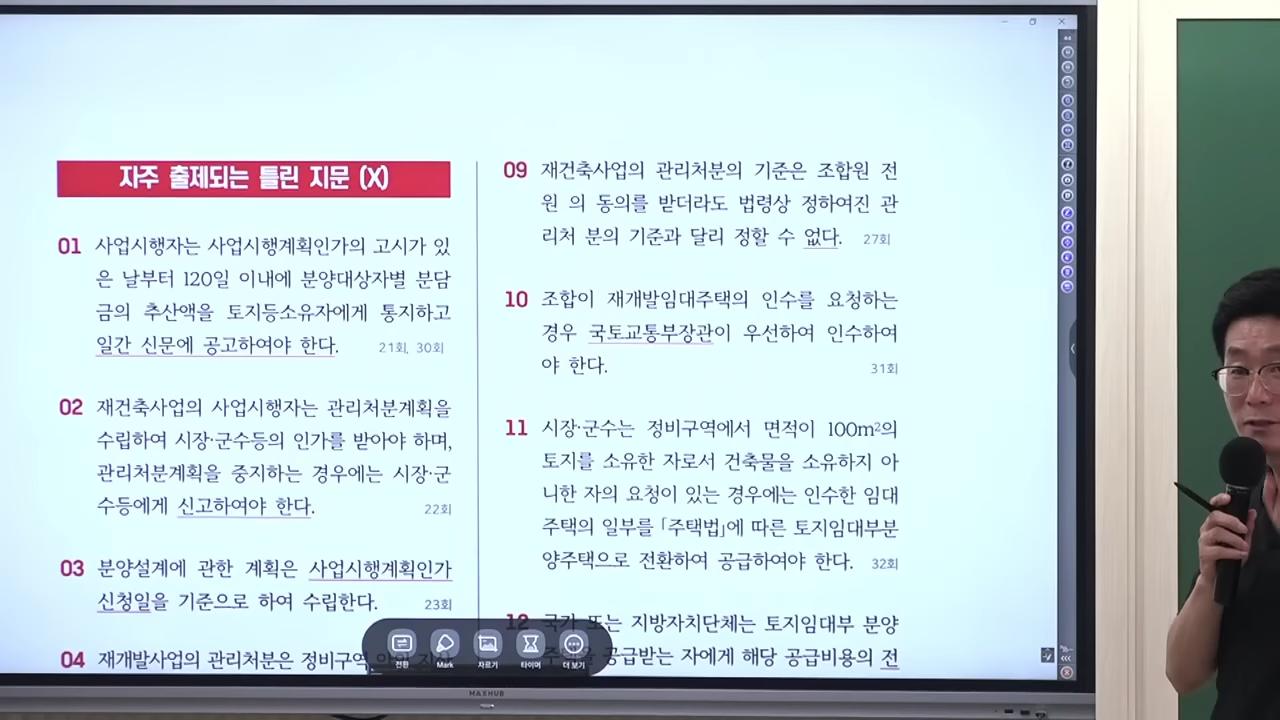 자주 출제되는 틀린 지문 (X)
01 사업시행자는 사업시행계획인가의 고시가 있
은 날부터 120일 이내에 분양대상자별 분담
금의 추산액을 토지등소유자에게 통지하고
일간 신문에 공고하여야 한다. 21회, 30회
02 재건축사업의 사업시행자는 관리처분계획을
수립하여 시장·군수등의 인가를 받아야 하며,
관리처분계획을 중지하는 경우에는 시장·군
수등에게 신고하여야 한다. 22회
03 분양설계에 관한 계획은 사업시행계획인가
신청일을 기준으로 하여 수립한다. 23회
04 재개발사업의 관리처분은 정비구역
09 재건축사업의 관리처분의 기준은 조합원 전
원 의 동의를 받더라도 법령상 정하여진 관
리처 분의 기준과 달리 정할 수 없다. 27회
10 조합이 재개발임대주택의 인수를 요청하는
경우 국토교통부장관이 우선하여 인수하여
야 한다. 31회
11 시장·군수는 정비구역에서 면적이 100m²의
토지를 소유한 자로서 건축물을 소유하지 아
니한 자의 요청이 있는 경우에는 인수한 임대
주택의 일부를 「주택법」에 따른 토지임대부분
양주택으로 전환하여 공급하여야 한다. 32회
12 국가 또는 지방자치단체는 토지임대부 분양
주택을 공급받는 자에게 해당 공급비용의 전
전환 Mark 자르기 타이머 더 보기
MAXHUB